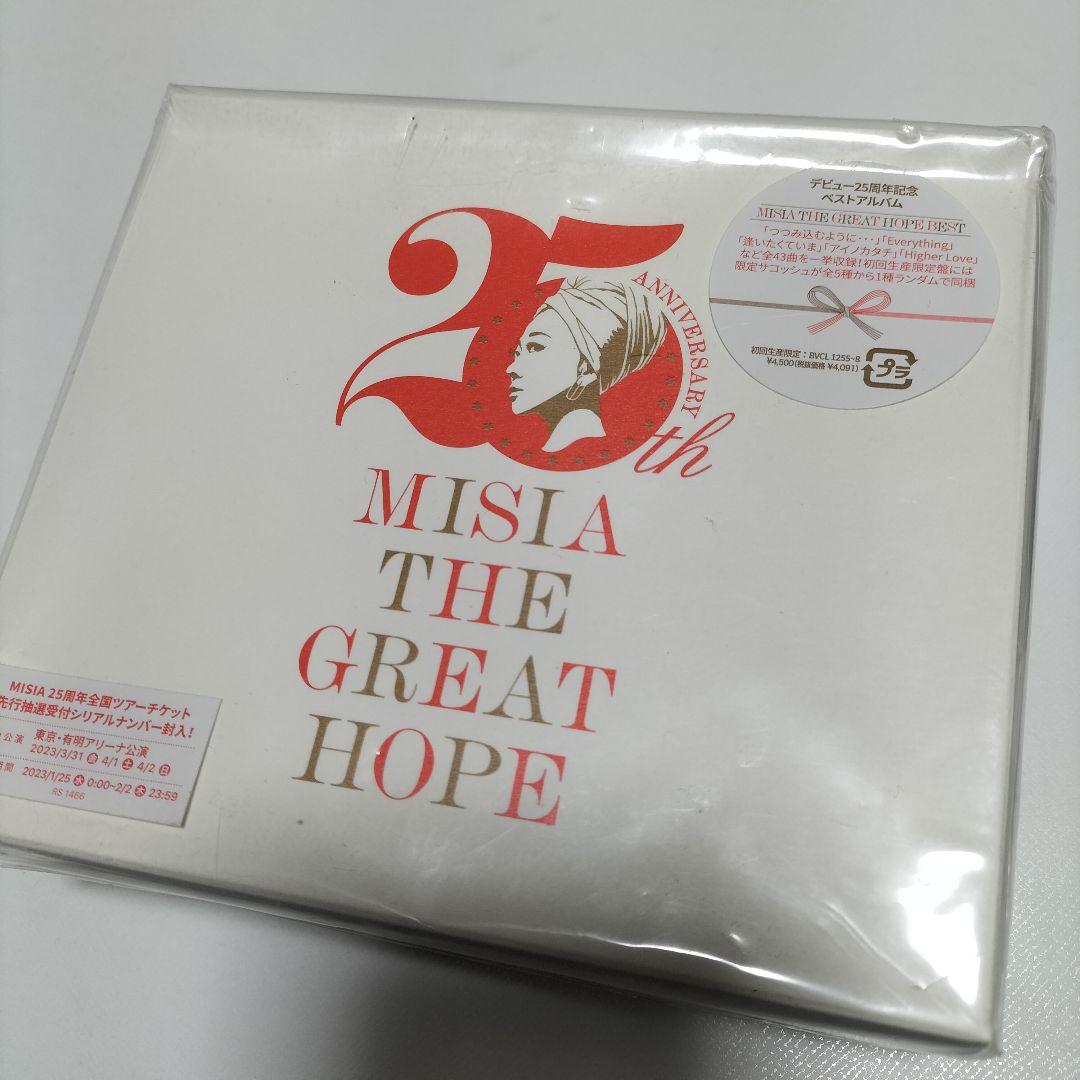 25
ANNIVERSARY
th
MISIA
THE
GREAT
HOPE
デビュー25周年記念
ベストアルバム
MISIA THE GREAT HOPE BEST
「つつみ込むように・・・」「Everything」
「逢いたくていま」「アイノカタチ」「Higher Love」
など全43曲を一挙収録!初回生産限定盤には
限定サコッシュが全5種から1種ランダムで同梱
初回生産限定:BVCL 1255~8
¥4,500(税抜価格 ¥4,091)
プラ
MISIA 25周年全国ツアーチケット
先行抽選受付シリアルナンバー封入!
公演 東京・有明アリーナ公演
2023/3/31 金 4/1 土 4/2 日
間 2023/1/25 水 0:00~2/2 木 23:59
RS 1466